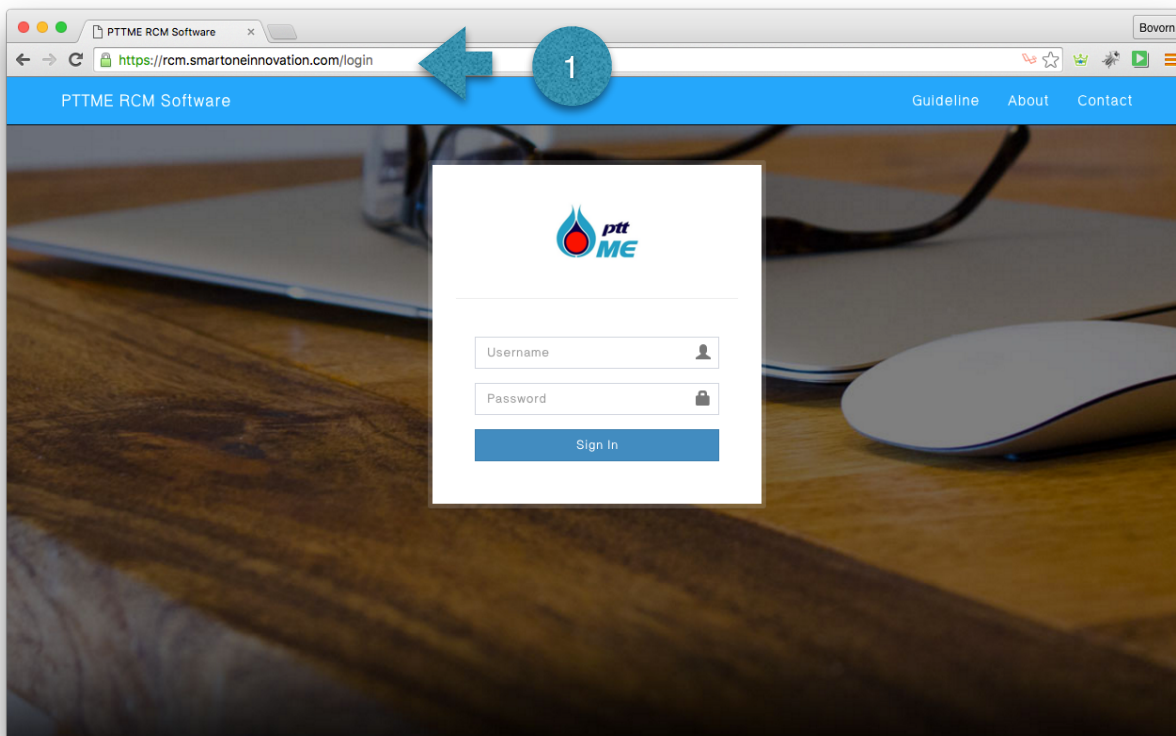 PTTME RCM Software
Bovorn
https://rcm.smartoneinnovation.com/login
1
PTTME RCM Software
Guideline About Contact
ptt
ME
Username
Password
Sign In